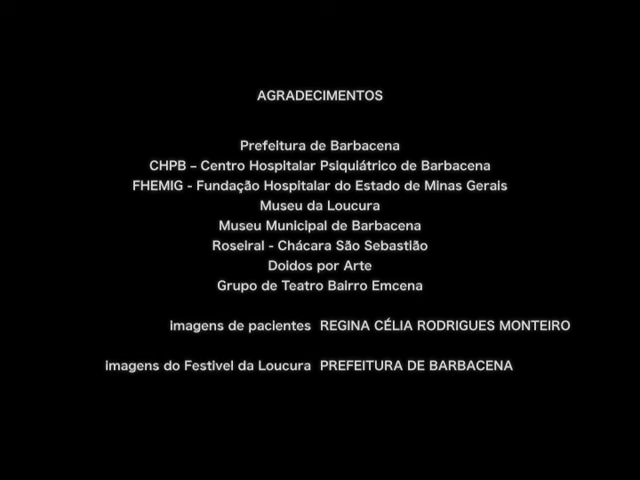 AGRADECIMENTOS
Prefeitura de Barbacena
CHPB – Centro Hospitalar Psiquiátrico de Barbacena
FHEMIG - Fundação Hospitalar do Estado de Minas Gerais
Museu da Loucura
Museu Municipal de Barbacena
Roseiral - Chácara São Sebastião
Doidos por Arte
Grupo de Teatro Bairro Emcena
Imagens de pacientes REGINA CÉLIA RODRIGUES MONTEIRO
Imagens do Festivel da Loucura PREFEITURA DE BARBACENA